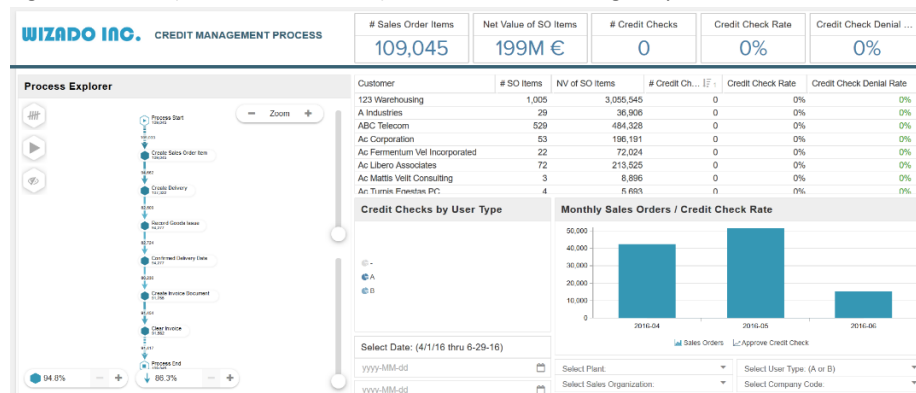 WIZADO INC.
CREDIT MANAGEMENT PROCESS
# Sales Order Items
109,045
Net Value of SO Items
199M €
# Credit Checks
0
Credit Check Rate
0%
Credit Check Denial ...
0%
Process Explorer
Zoom
Process Start
Create Sales Order Item
Create Delivery
Record Goods Issue
Confirmed Delivery Date
Create Invoice Document
Clear Invoice
Process End
94.8%
86.3%
Customer # SO Items NV of SO Items # Credit Ch... Credit Check Rate Credit Check Denial Rate
123 Warehousing 1,005 3,055,545 0 0% 0%
A Industries 29 36,906 0 0% 0%
ABC Telecom 529 484,328 0 0% 0%
Ac Corporation 53 196,191 0 0% 0%
Ac Fermentum Vel Incorporated 22 72,024 0 0% 0%
Ac Libero Associates 72 213,525 0 0% 0%
Ac Mattis Velit Consulting 3 8,896 0 0% 0%
Ac Turpis Egestas PC 4 5,693 0 0% 0%
Credit Checks by User Type
-
A
B
Monthly Sales Orders / Credit Check Rate
50,000
40,000
30,000
20,000
10,000
0
2016-04 2016-05 2016-06
Sales Orders Approve Credit Check
Select Date: (4/1/16 thru 6-29-16)
yyyy-MM-dd
yyyy-MM-dd
Select Plant:
Select User Type: (A or B)
Select Sales Organization:
Select Company Code: